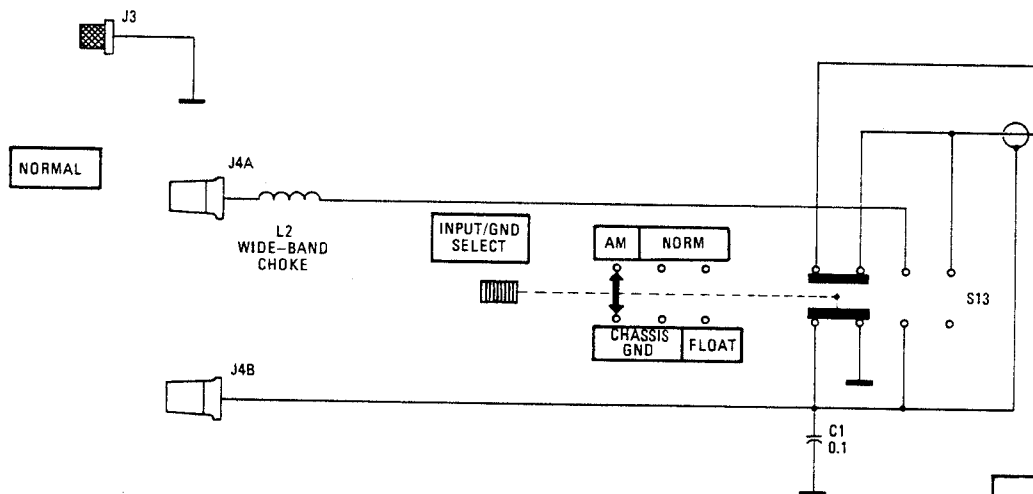 J3
NORMAL
J4A
L2
WIDE-BAND
CHOKE
INPUT/GND
SELECT
AM NORM
CHASSIS
GND
FLOAT
S13
J4B
C1
0.1